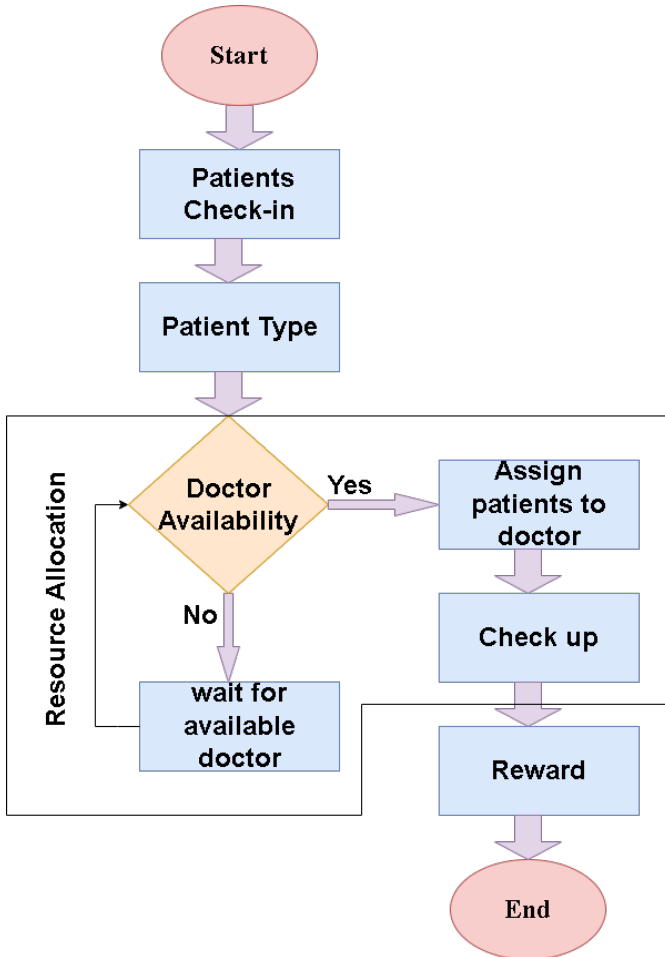 Start
Patients
Check-in
Patient Type
Doctor
Availability
Yes
Assign
patients to
doctor
Resource Allocation
No
Check up
wait for
available
doctor
Reward
End